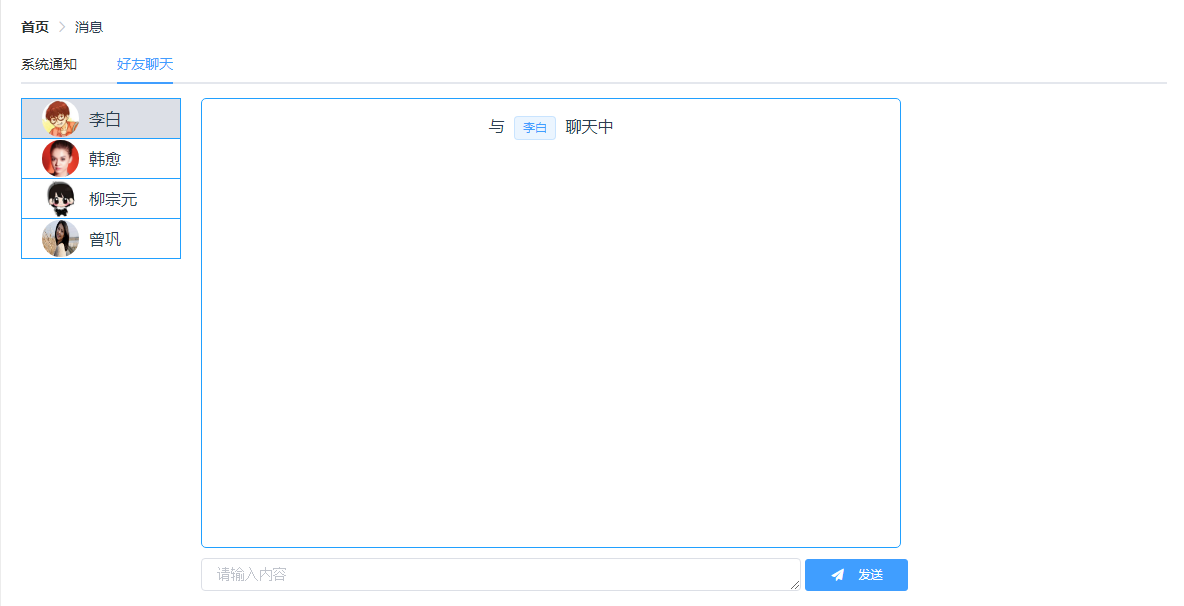 首页 > 消息
系统通知 好友聊天
李白
韩愈
柳宗元
曾巩
与 李白 聊天中
请输入内容
发送